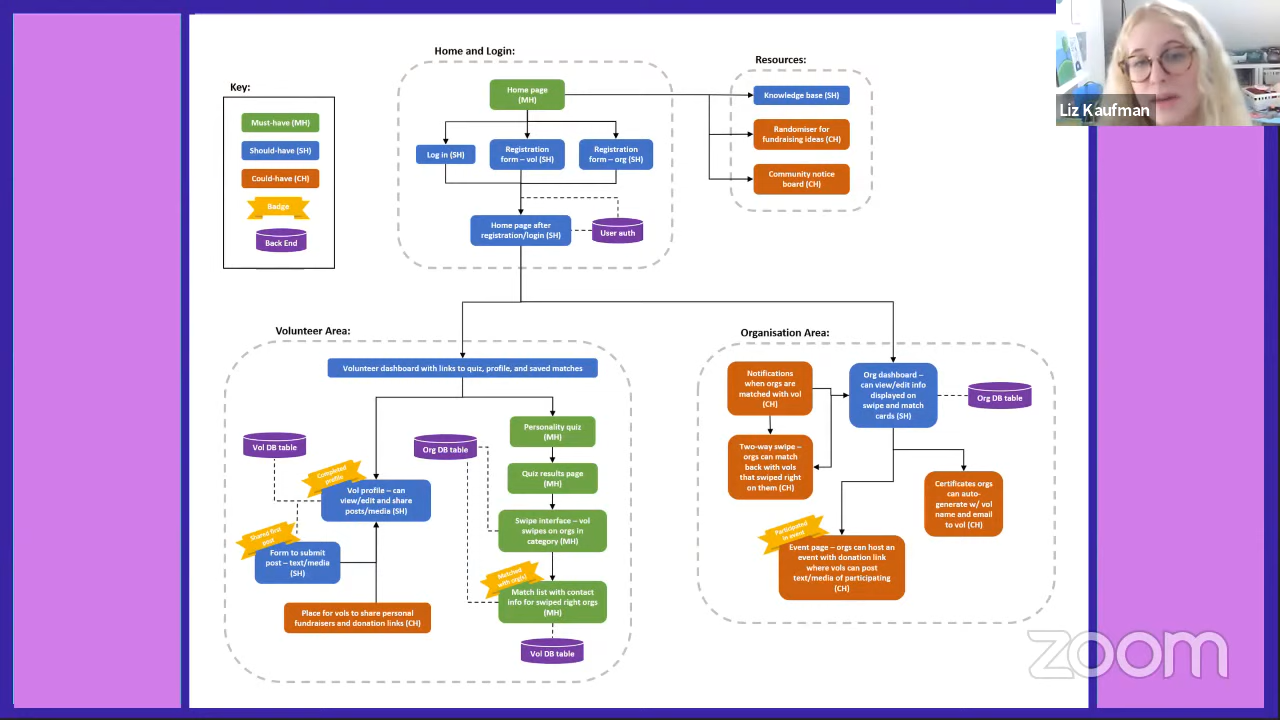 Home and Login:
Resources:
Liz Kaufman
Key:
Must-have (MH)
Should-have (SH)
Could-have (CH)
Badge
Back End
Home page
(MH)
Log in (SH)
Registration
form – vol (SH)
Registration
form – org (SH)
Home page after
registration/login (SH)
User auth
Knowledge base (SH)
Randomiser for
fundraising ideas (CH)
Community notice
board (CH)
Volunteer Area:
Volunteer dashboard with links to quiz, profile, and saved matches
Vol DB table
Completed
profile
Vol profile – can
view/edit and share
posts/media (SH)
Shared first
post
Form to submit
post – text/media
(SH)
Place for vols to share personal
fundraisers and donation links (CH)
Org DB table
Personality quiz
(MH)
Quiz results page
(MH)
Swipe interface – vol
swipes on orgs in
category (MH)
Matched
with org(s)
Match list with contact
info for swiped right orgs
(MH)
Vol DB table
Organisation Area:
Notifications
when orgs are
matched with vol
(CH)
Two-way swipe –
orgs can match
back with vols
that swiped right
on them (CH)
Org dashboard –
can view/edit info
displayed on
swipe and match
cards (SH)
Org DB table
Certificates orgs
can auto-
generate w/ vol
name and email
to vol (CH)
Participated
in event
Event page – orgs can host an
event with donation link
where vols can post
text/media of participating
(CH)
zoom